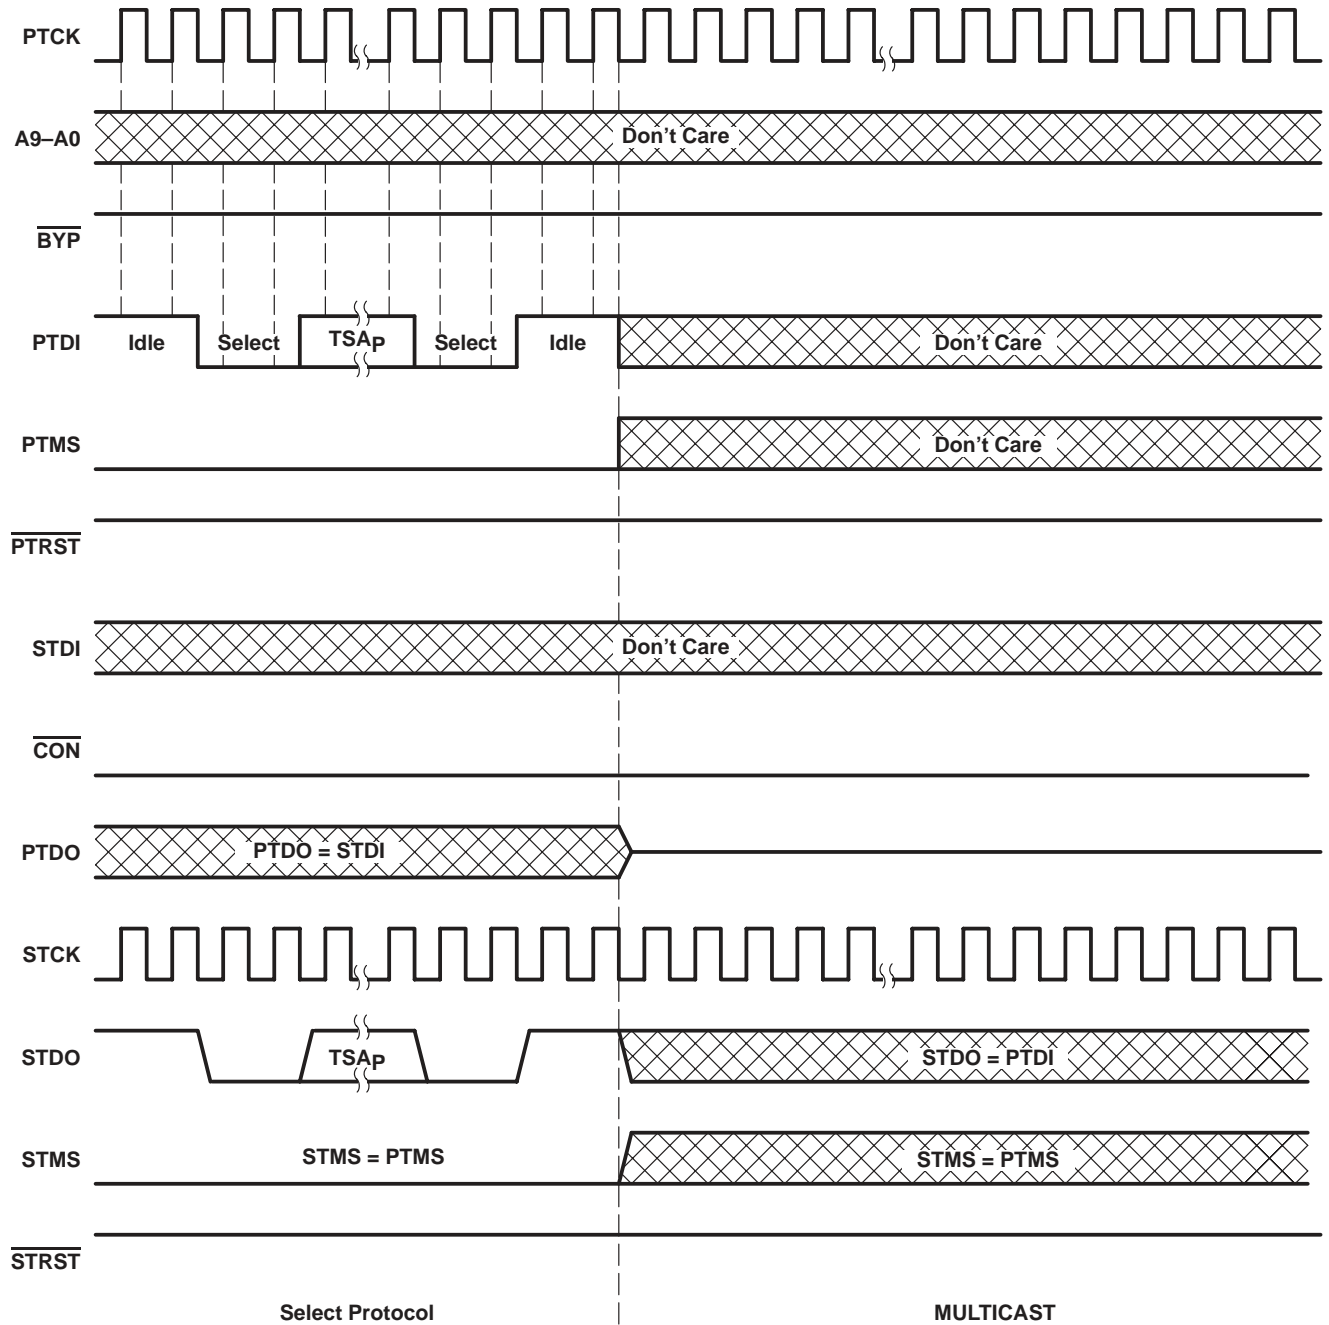 PTCK
A9–A0 Don't Care
BYP
PTDI Idle Select TSAP Select Idle Don't Care
PTMS Don't Care
PTRST
STDI Don't Care
CON
PTDO PTDO = STDI
STCK
STDO TSAP STDO = PTDI
STMS STMS = PTMS STMS = PTMS
STRST
Select Protocol MULTICAST